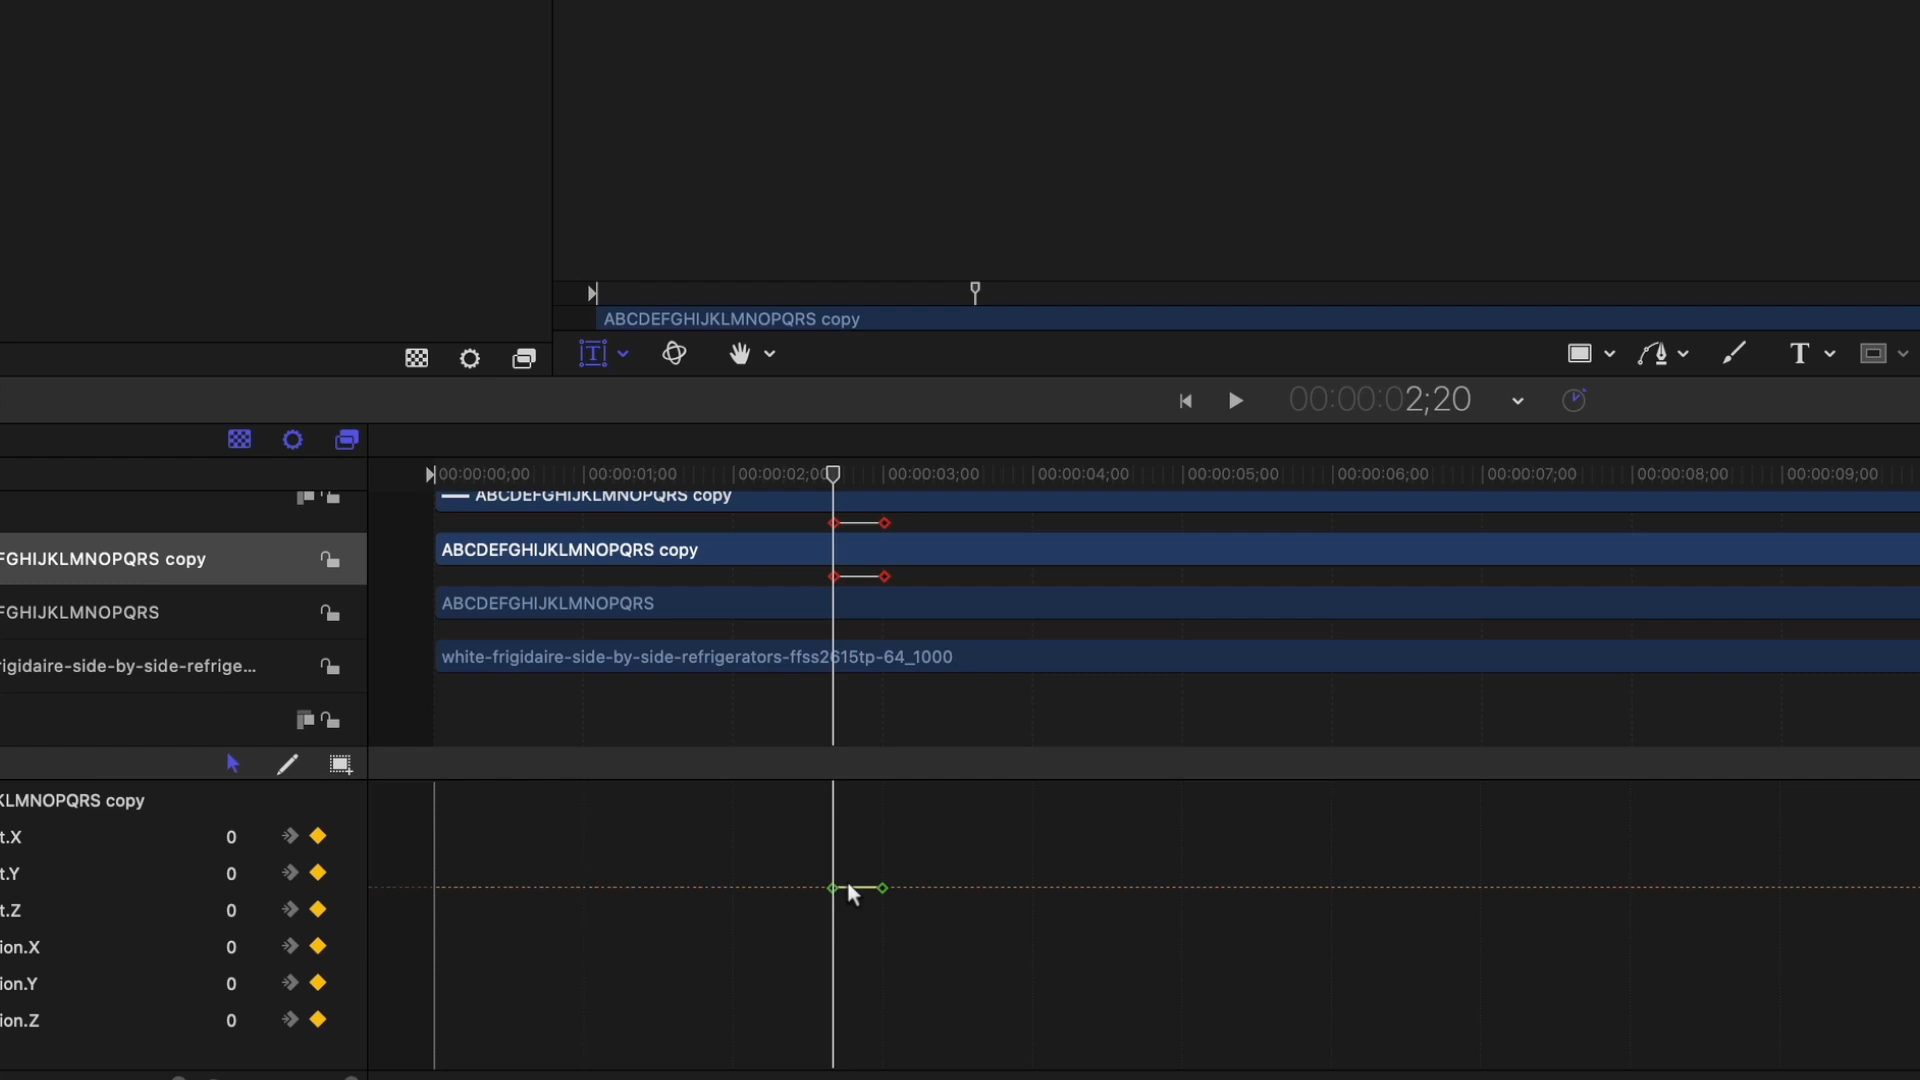 ABCDEFGHIJKLMNOPQRS copy
T
T
00:00:02;20
00:00:00;00 00:00:01;00 00:00:02;00 00:00:03;00 00:00:04;00 00:00:05;00 00:00:06;00 00:00:07;00 00:00:08;00 00:00:09;00
ABCDEFGHIJKLMNOPQRS copy
FGHIJKLMNOPQRS copy
ABCDEFGHIJKLMNOPQRS copy
FGHIJKLMNOPQRS
ABCDEFGHIJKLMNOPQRS
rigidaire-side-by-side-refrige...
white-frigidaire-side-by-side-refrigerators-ffss2615tp-64_1000
KLMNOPQRS copy
t.X 0
t.Y 0
t.Z 0
ion.X 0
ion.Y 0
ion.Z 0